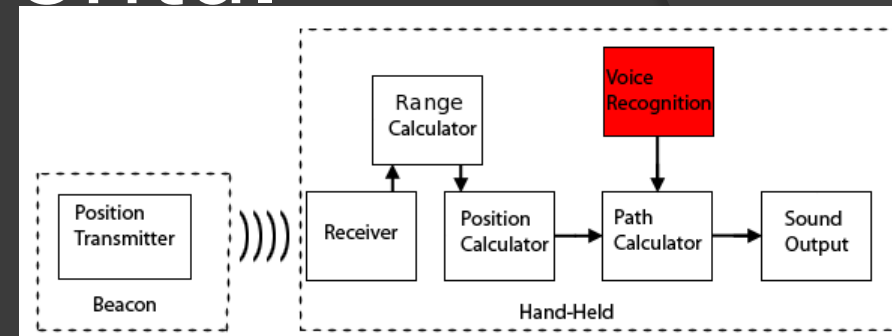 Voice
Recognition
Range
Calculator
Position
Transmitter
Receiver
Position
Calculator
Path
Calculator
Sound
Output
Beacon
Hand-Held